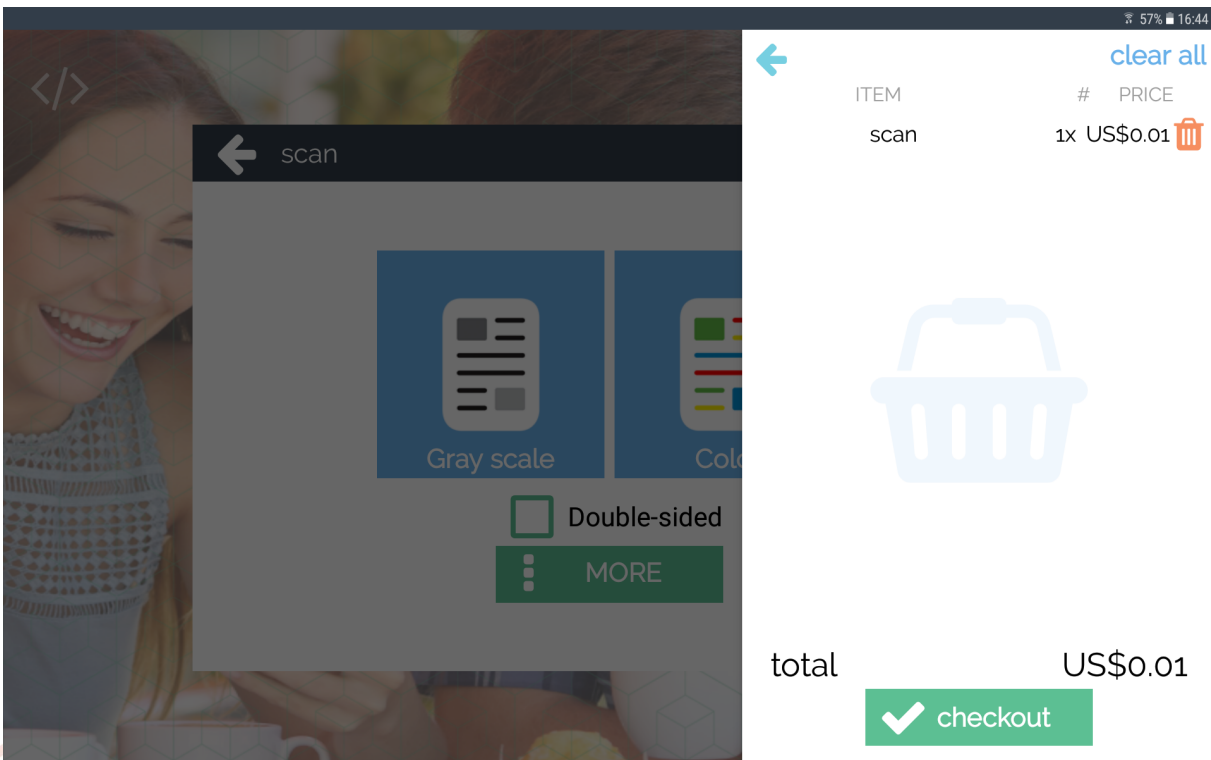 57% 16:44
clear all
ITEM # PRICE
scan 1x US$0.01
</>
scan
Gray scale
Colo
Double-sided
MORE
total US$0.01
checkout